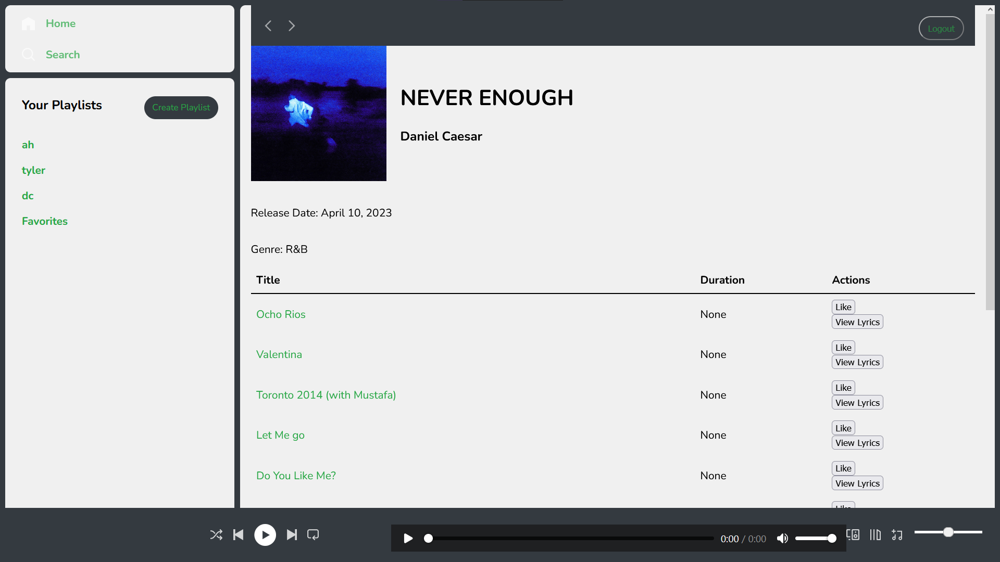 Home
Search
Your Playlists
Create Playlist
ah
tyler
dc
Favorites
Logout
NEVER ENOUGH
Daniel Caesar
Release Date: April 10, 2023
Genre: R&B
Title Duration Actions
Ocho Rios None Like
View Lyrics
Valentina None Like
View Lyrics
Toronto 2014 (with Mustafa) None Like
View Lyrics
Let Me go None Like
View Lyrics
Do You Like Me? None Like
View Lyrics
Like
0:00 / 0:00